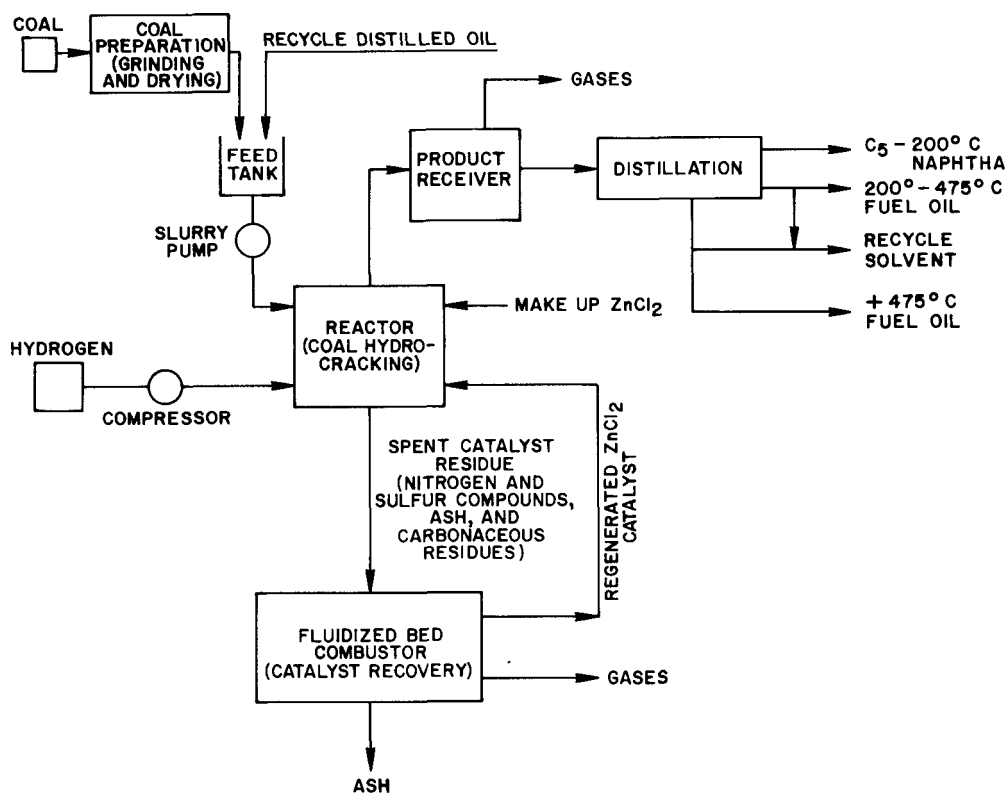 COAL
COAL
PREPARATION
(GRINDING
AND DRYING)
RECYCLE DISTILLED OIL
GASES
FEED
TANK
PRODUCT
RECEIVER
DISTILLATION
C5 – 200° C
NAPHTHA
200° – 475° C
FUEL OIL
RECYCLE
SOLVENT
+ 475° C
FUEL OIL
SLURRY
PUMP
MAKE UP ZnCl2
REACTOR
(COAL HYDRO-
CRACKING)
HYDROGEN
COMPRESSOR
SPENT CATALYST
RESIDUE
(NITROGEN AND
SULFUR COMPOUNDS,
ASH, AND
CARBONACEOUS
RESIDUES)
REGENERATED ZnCl2
CATALYST
FLUIDIZED BED
COMBUSTOR
(CATALYST RECOVERY)
GASES
ASH